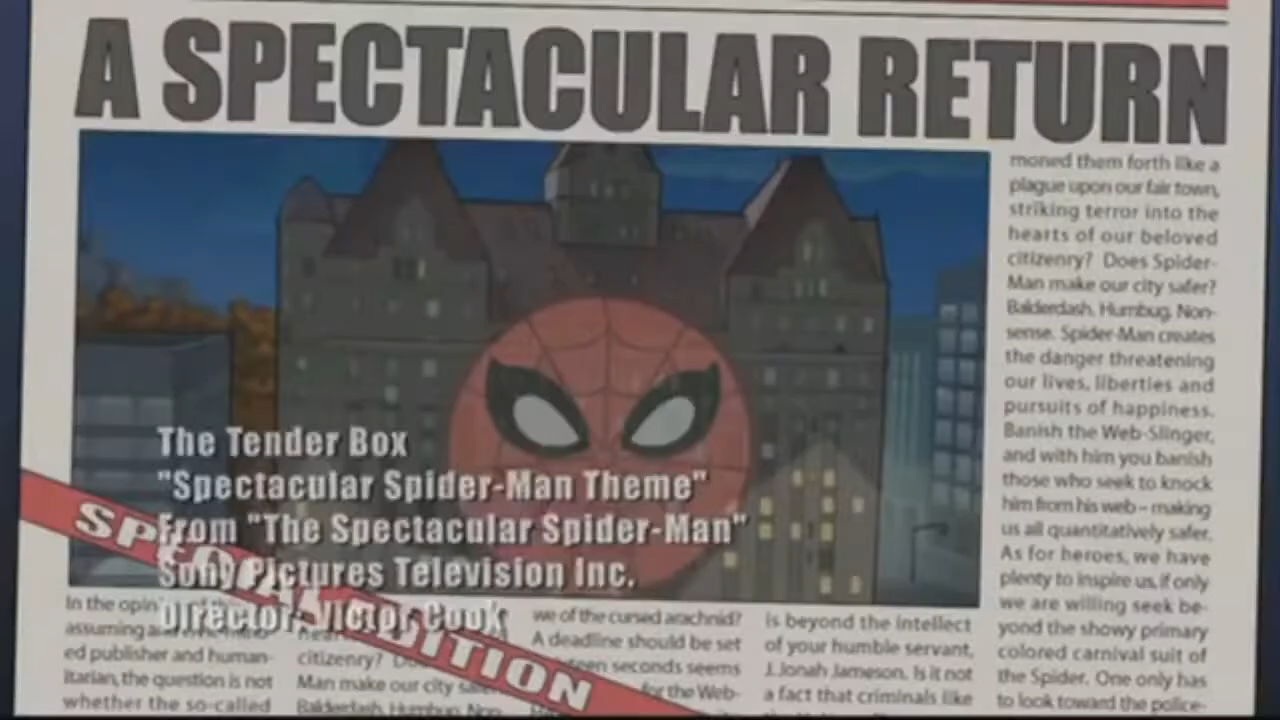 A SPECTACULAR RETURN
moned them forth like a
plague upon our fair town,
striking terror into the
hearts of our beloved
citizenry? Does Spider-
Man make our city safer?
Balderdash. Humbug. Non-
sense. Spider-Man creates
the danger threatening
our lives, liberties and
pursuits of happiness.
Banish the Web-Slinger,
and with him you banish
those who seek to knock
him from his web – making
us all quantitatively safer.
As for heroes, we have
plenty to inspire us, if only
we are willing seek be-
yond the showy primary
colored carnival suit of
the Spider. One only has
to look toward the police-
The Tender Box
"Spectacular Spider-Man Theme"
From "The Spectacular Spider-Man"
Sony Pictures Television Inc.
Director: Victor Cook
SPECIAL EDITION
In the
assuming
ed publisher and human-
itarian, the question is not
whether the so-called
citizenry?
Man make our city
Balderdash. Humbug. Non-
we of the cursed arachnid?
A deadline should be set
seconds seems
for the Web-
is beyond the intellect
of your humble servant,
J. Jonah Jameson. Is it not
a fact that criminals like